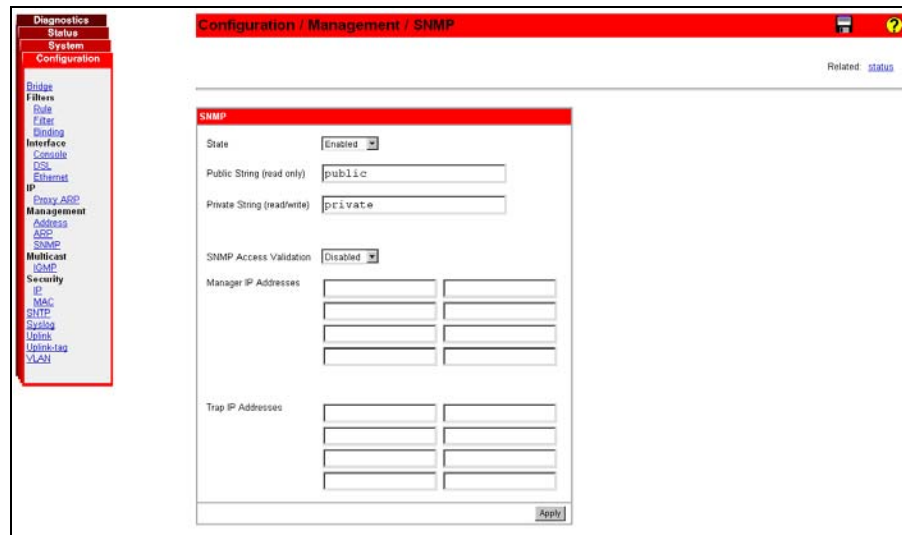 Diagnostics
Status
System
Configuration
Bridge
Filters
Rule
Filter
Binding
Interface
Console
DSL
Ethernet
IP
Proxy ARP
Management
Address
ARP
SNMP
Multicast
IGMP
Security
IP
MAC
SNTP
Syslog
Uplink
Uplink-tag
VLAN
Configuration / Management / SNMP
?
Related: status
SNMP
State Enabled
Public String (read only) public
Private String (read/write) private
SNMP Access Validation Disabled
Manager IP Addresses
Trap IP Addresses
Apply